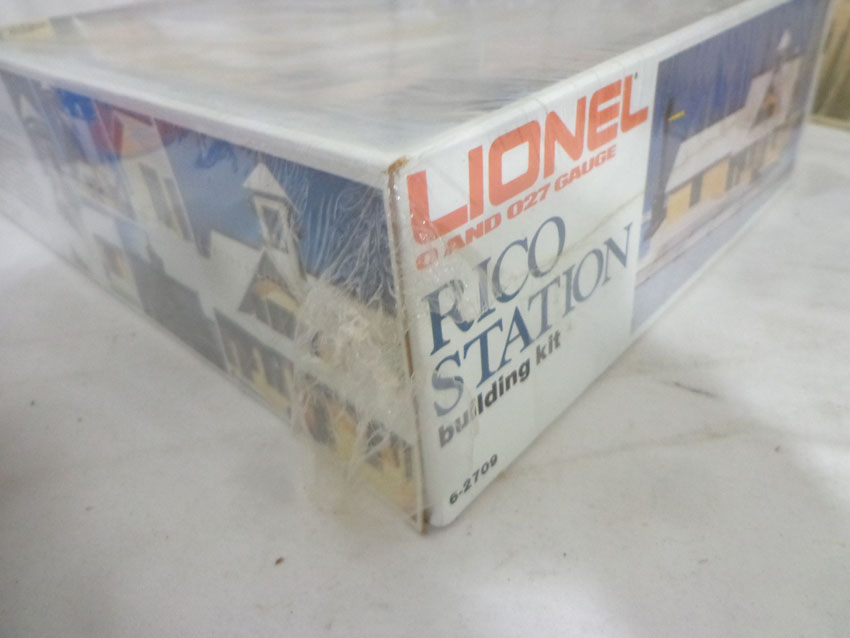 LIONEL
O AND O27 GAUGE
RICO
STATION
building kit
6-2709